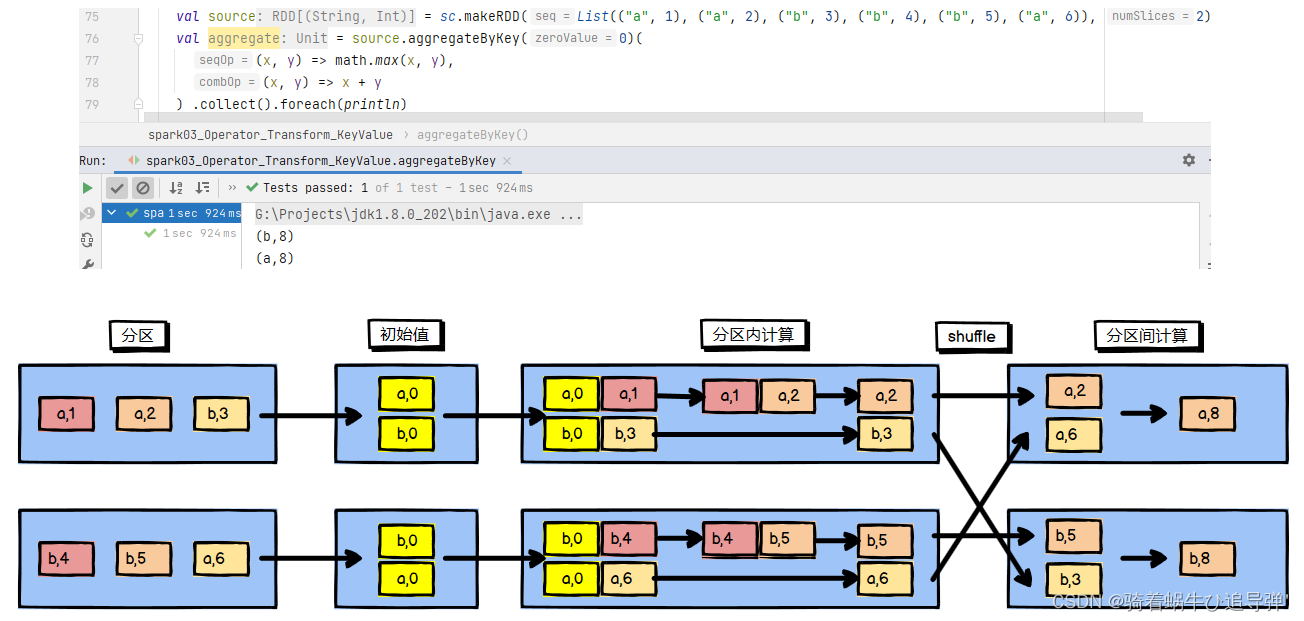 75 val source: RDD[(String, Int)] = sc.makeRDD( seq = List(("a", 1), ("a", 2), ("b", 3), ("b", 4), ("b", 5), ("a", 6)), numSlices = 2)
76 val aggregate: Unit = source.aggregateByKey( zeroValue = 0)(
77 seqOp = (x, y) => math.max(x, y),
78 combOp = (x, y) => x + y
79 ) .collect().foreach(println)
spark03_Operator_Transform_KeyValue › aggregateByKey()
Run: spark03_Operator_Transform_KeyValue.aggregateByKey ×
» Tests passed: 1 of 1 test – 1 sec 924 ms
spa 1 sec 924 ms G:\Projects\jdk1.8.0_202\bin\java.exe ...
1 sec 924 ms (b,8)
(a,8)
分区 初始值 分区内计算 shuffle 分区间计算
a,1 a,2 b,3 a,0 a,0 a,1 a,1 a,2 a,2 a,2 a,8
b,0 b,0 b,3 b,3 a,6
b,4 b,5 a,6 b,0 b,0 b,4 b,4 b,5 b,5 b,5 b,8
a,0 a,0 a,6 a,6 b,3
CSDN @骑着蜗牛ひ追导弹'